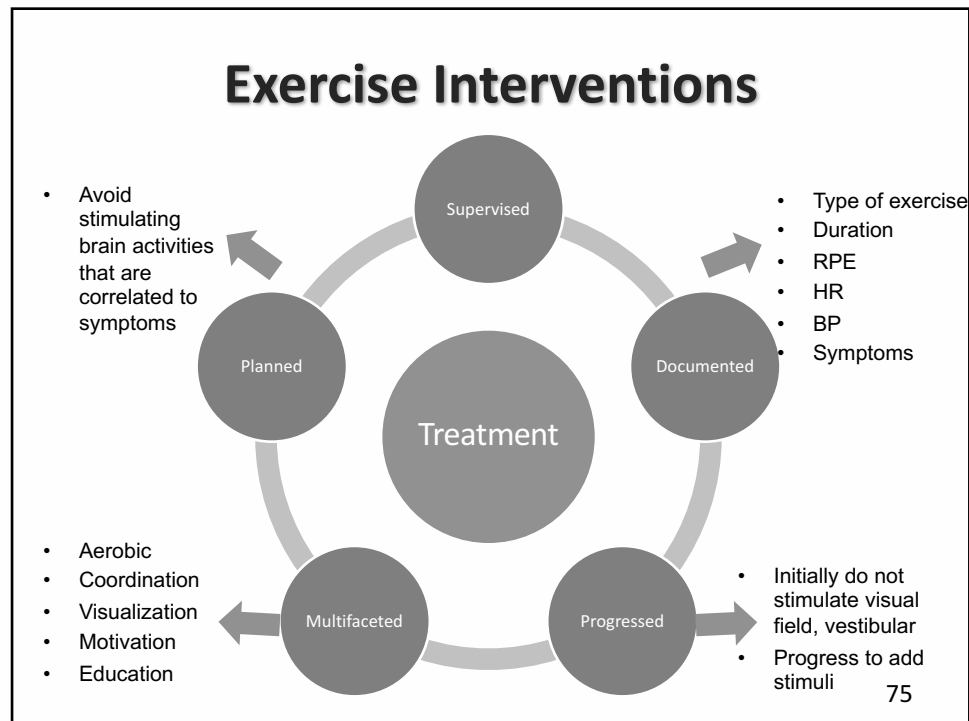 Exercise Interventions
Supervised
• Avoid
stimulating
brain activities
that are
correlated to
symptoms
• Type of exercise
• Duration
• RPE
• HR
• BP
• Symptoms
Planned
Documented
Treatment
• Aerobic
• Coordination
• Visualization
• Motivation
• Education
Multifaceted
Progressed
• Initially do not
stimulate visual
field, vestibular
• Progress to add
stimuli
75